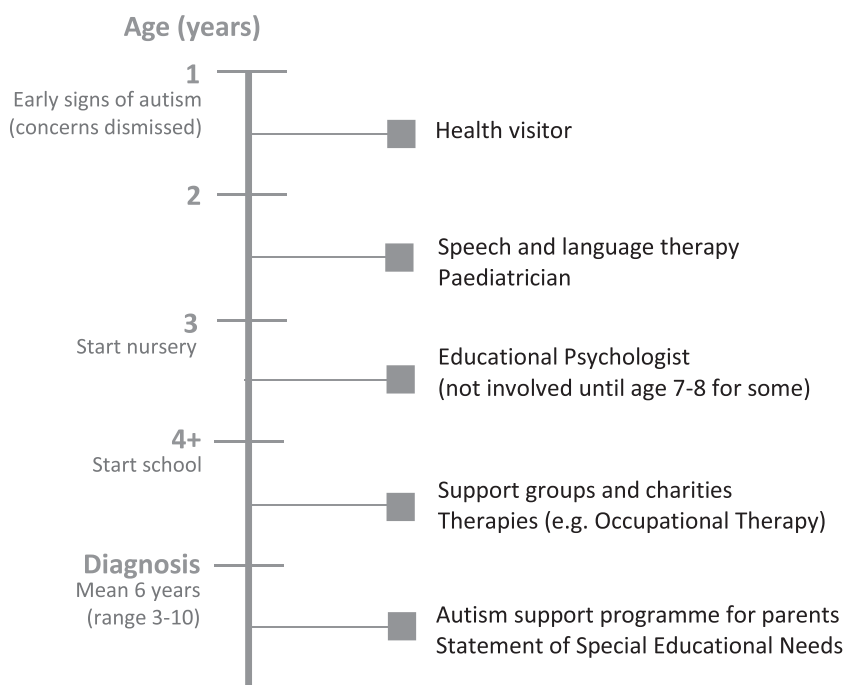 Age (years)
1
Early signs of autism
(concerns dismissed)
Health visitor
2
Speech and language therapy
Paediatrician
3
Start nursery
Educational Psychologist
(not involved until age 7-8 for some)
4+
Start school
Support groups and charities
Therapies (e.g. Occupational Therapy)
Diagnosis
Mean 6 years
(range 3-10)
Autism support programme for parents
Statement of Special Educational Needs